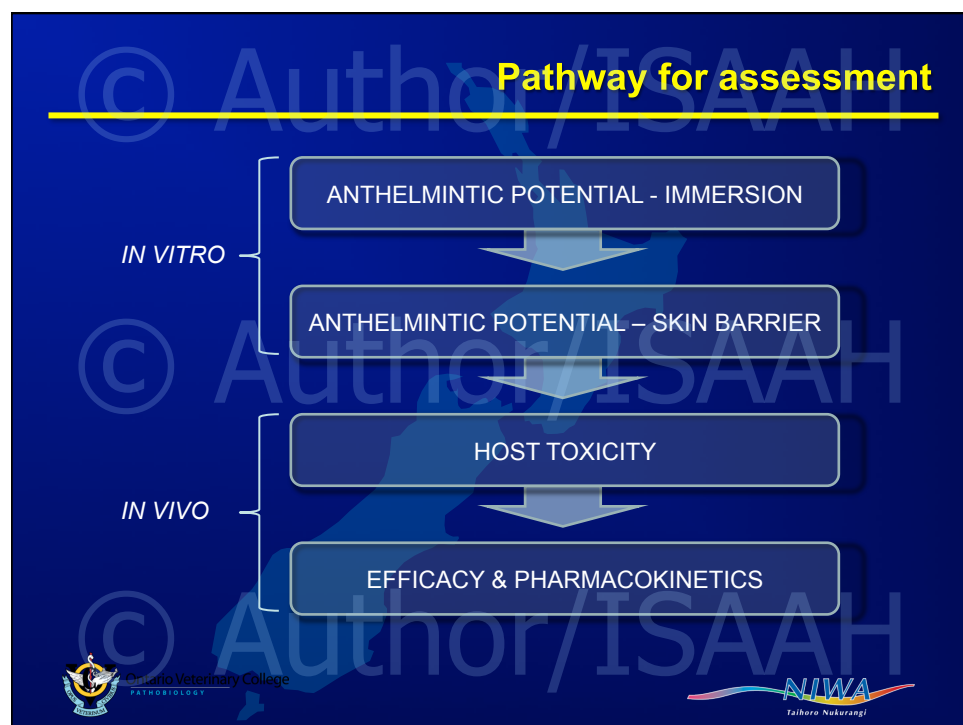 Pathway for assessment
ANTHELMINTIC POTENTIAL - IMMERSION
IN VITRO
ANTHELMINTIC POTENTIAL – SKIN BARRIER
HOST TOXICITY
IN VIVO
EFFICACY & PHARMACOKINETICS
© Author/ISAAH
© Author/ISAAH
© Author/ISAAH
Ontario Veterinary College
PATHOBIOLOGY
NIWA
Taihoro Nukurangi